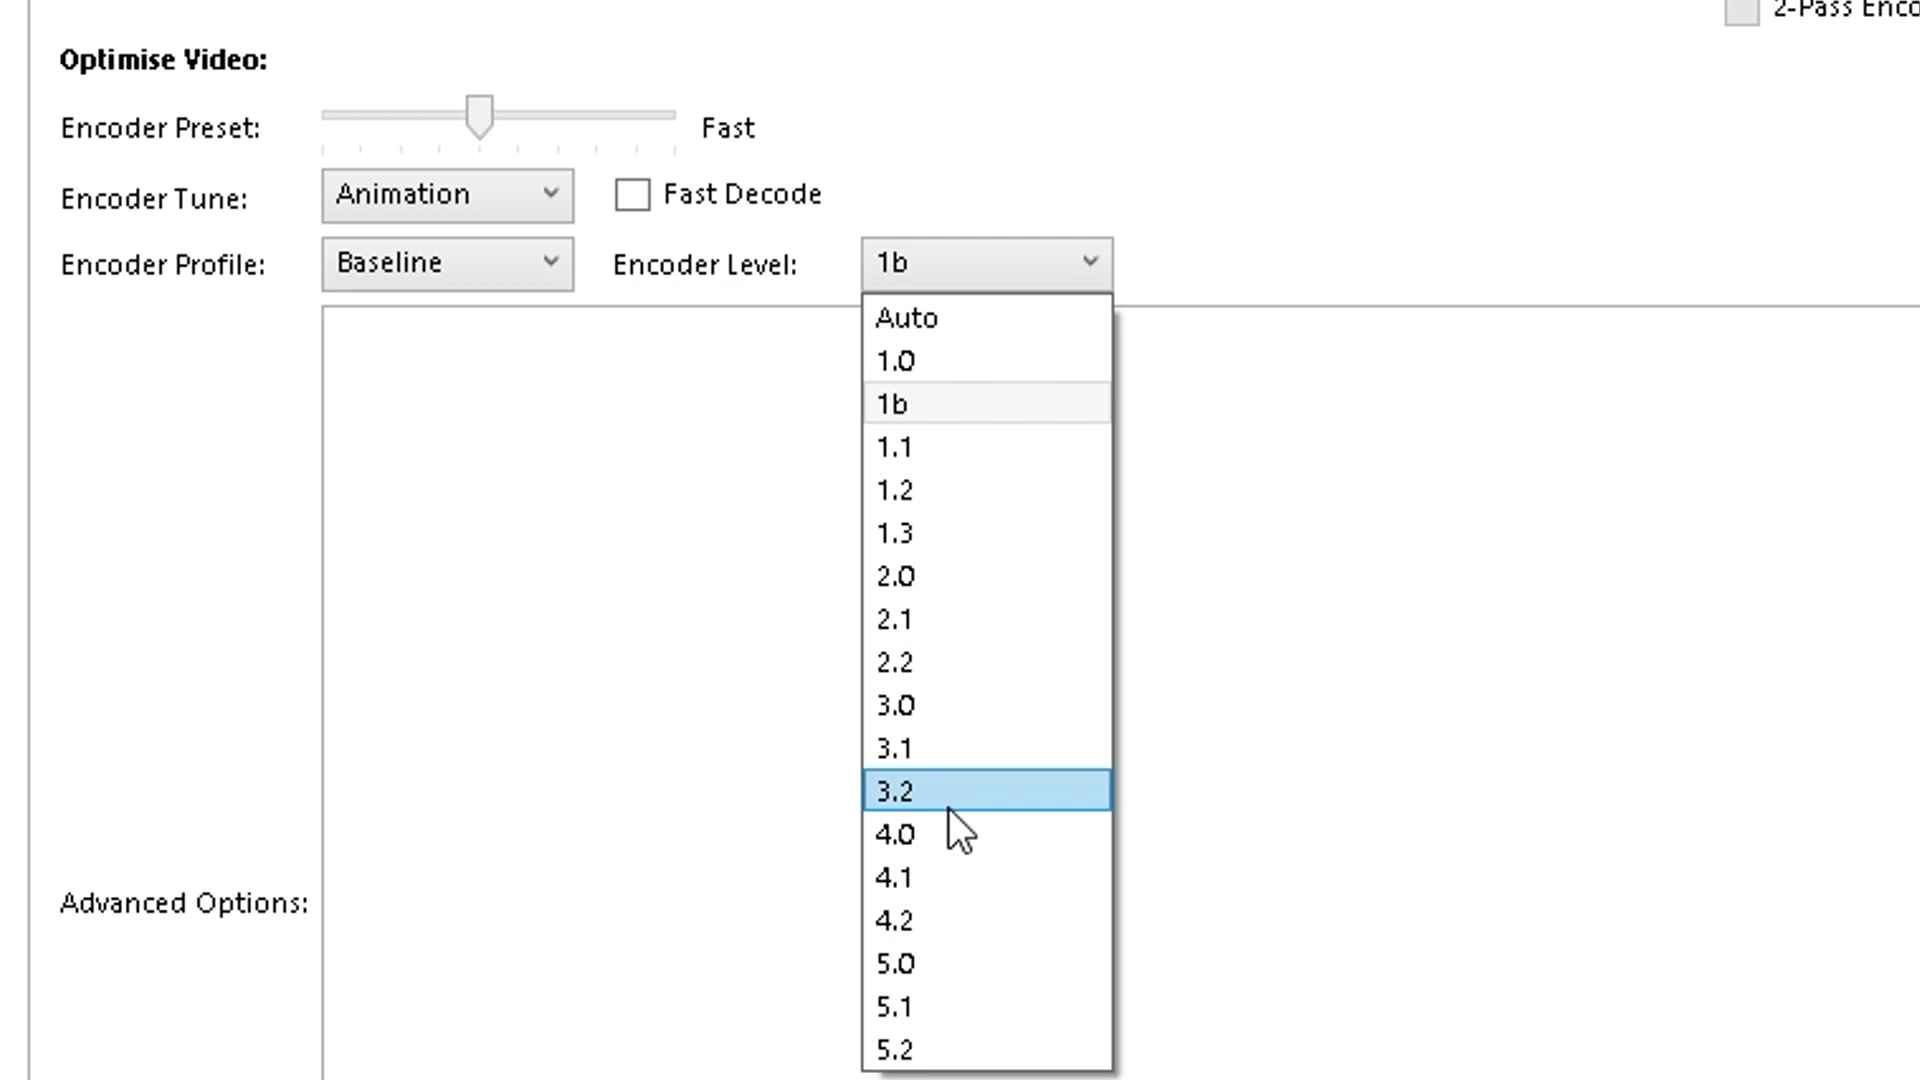 2-Pass Enco
Optimise Video:
Encoder Preset: Fast
Encoder Tune: Animation Fast Decode
Encoder Profile: Baseline Encoder Level: 1b
Auto
1.0
1b
1.1
1.2
1.3
2.0
2.1
2.2
3.0
3.1
3.2
4.0
4.1
Advanced Options:
4.2
5.0
5.1
5.2